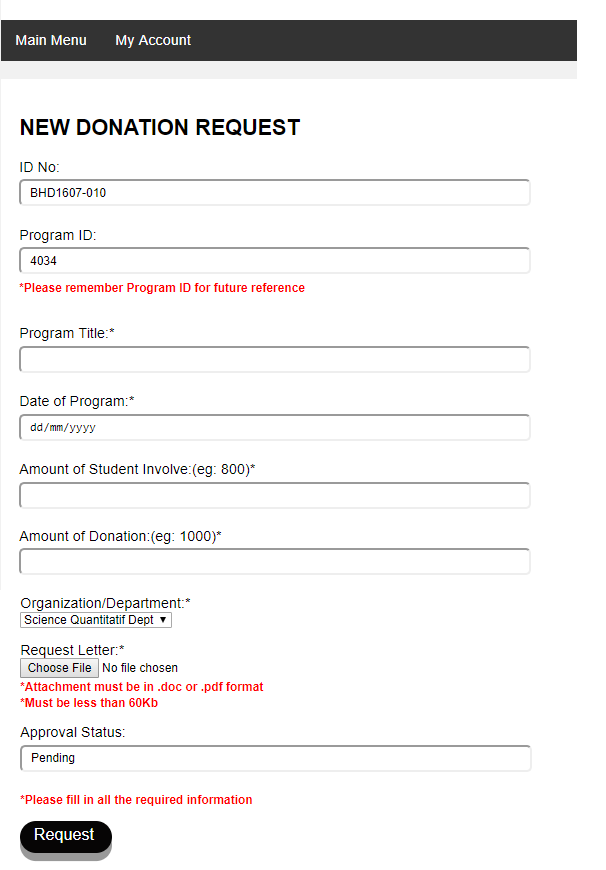 Main Menu My Account
NEW DONATION REQUEST
ID No:
BHD1607-010
Program ID:
4034
*Please remember Program ID for future reference
Program Title:*
Date of Program:*
dd/mm/yyyy
Amount of Student Involve:(eg: 800)*
Amount of Donation:(eg: 1000)*
Organization/Department:*
Science Quantitatif Dept ▼
Request Letter:*
Choose File No file chosen
*Attachment must be in .doc or .pdf format
*Must be less than 60Kb
Approval Status:
Pending
*Please fill in all the required information
Request